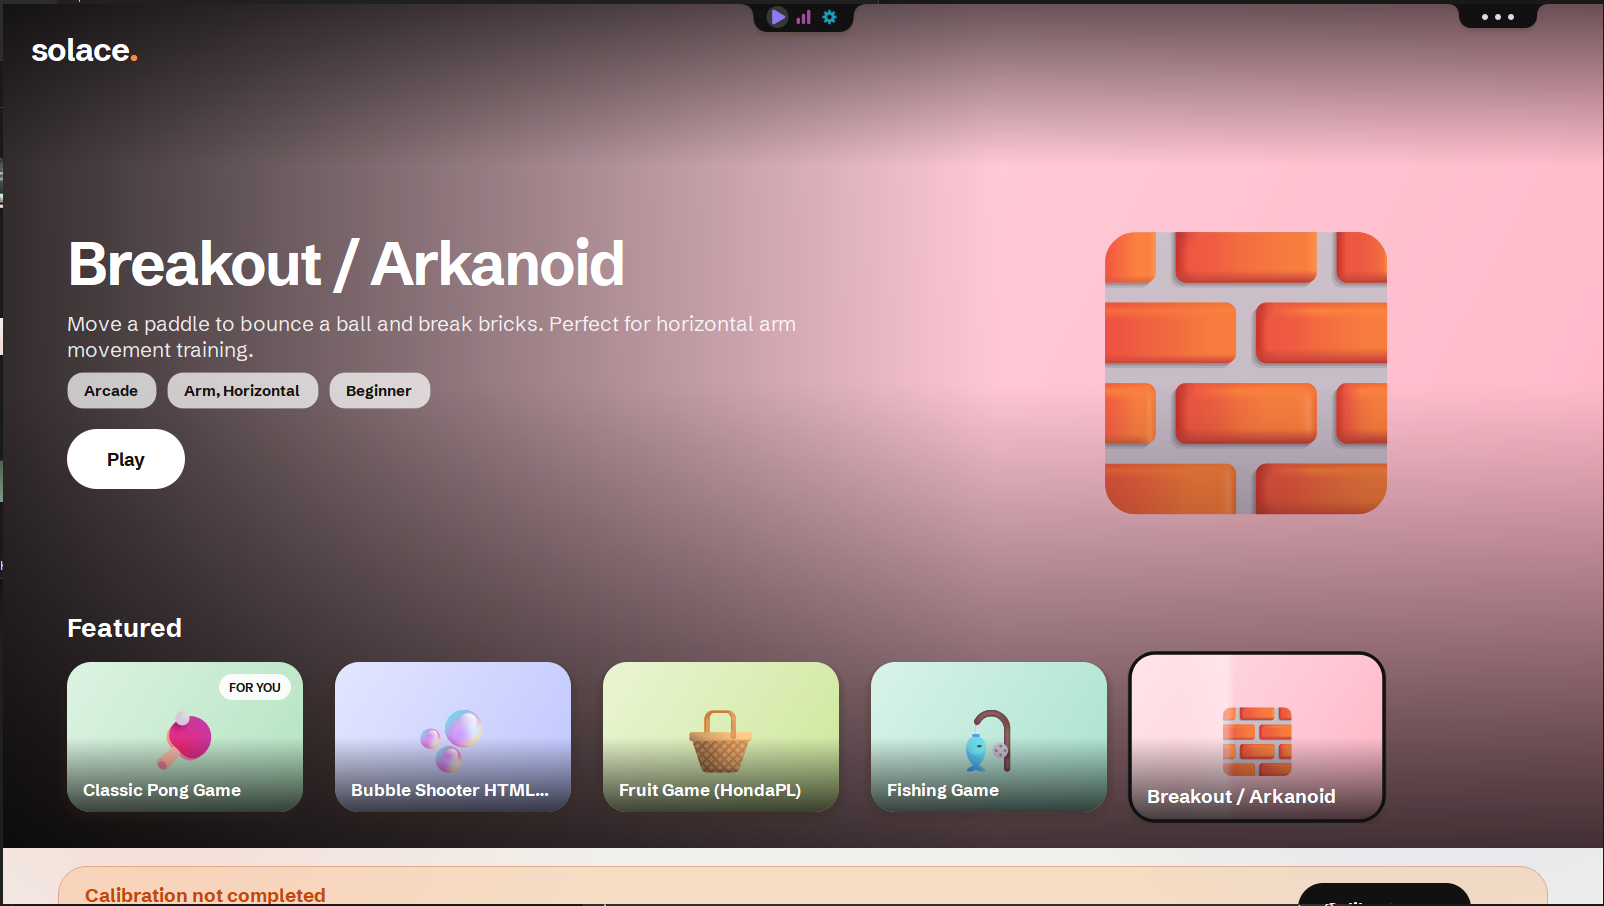 solace.
Breakout / Arkanoid
Move a paddle to bounce a ball and break bricks. Perfect for horizontal arm
movement training.
Arcade
Arm, Horizontal
Beginner
Play
Featured
FOR YOU
Classic Pong Game
Bubble Shooter HTML...
Fruit Game (HondaPL)
Fishing Game
Breakout / Arkanoid
Calibration not completed